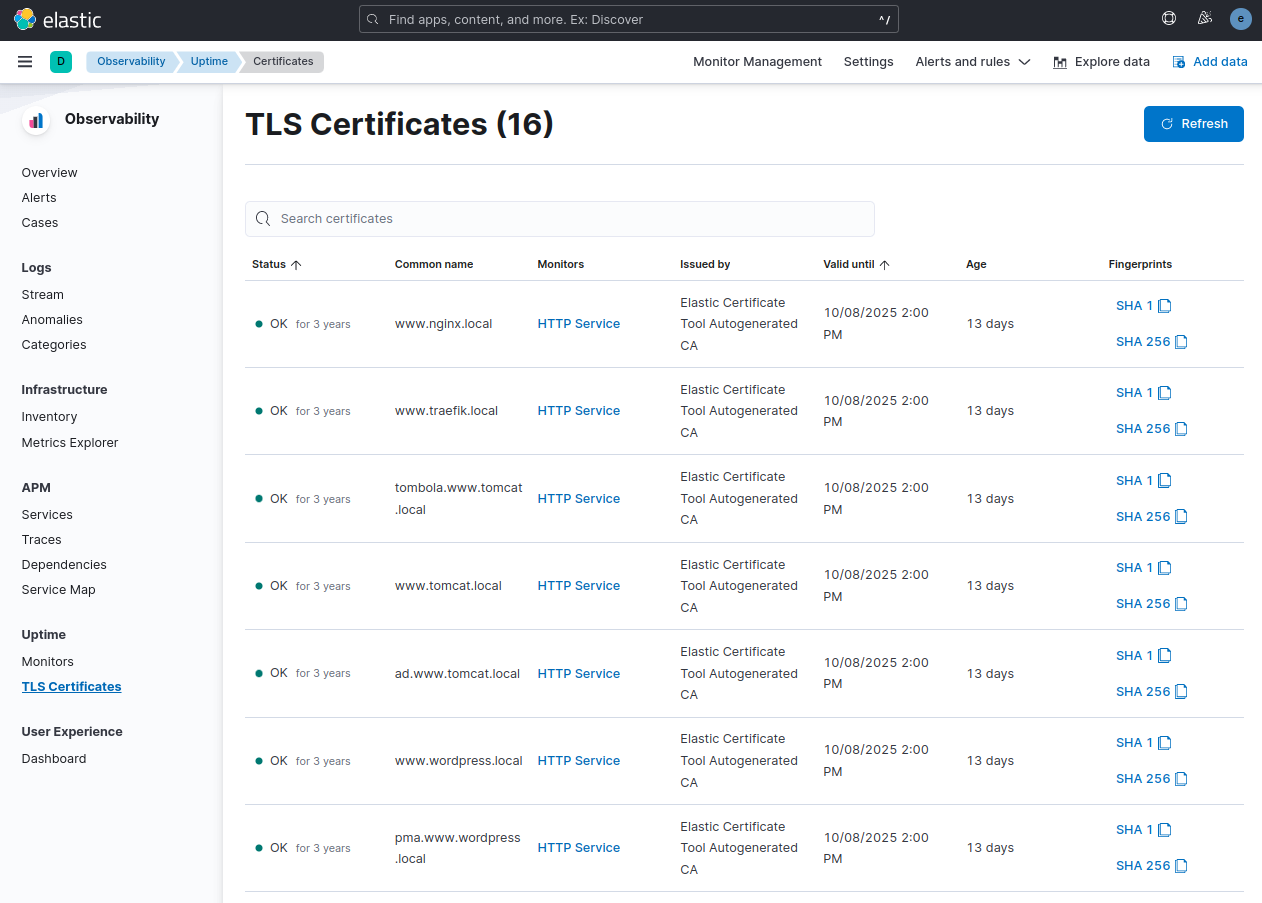 elastic
Find apps, content, and more. Ex: Discover
^/
e
D
Observability
Uptime
Certificates
Monitor Management
Settings
Alerts and rules
Explore data
Add data
Observability
Overview
Alerts
Cases
Logs
Stream
Anomalies
Categories
Infrastructure
Inventory
Metrics Explorer
APM
Services
Traces
Dependencies
Service Map
Uptime
Monitors
TLS Certificates
User Experience
Dashboard
TLS Certificates (16)
Refresh
Search certificates
Status
Common name
Monitors
Issued by
Valid until
Age
Fingerprints
OK for 3 years
www.nginx.local
HTTP Service
Elastic Certificate
Tool Autogenerated
CA
10/08/2025 2:00
PM
13 days
SHA 1
SHA 256
OK for 3 years
www.traefik.local
HTTP Service
Elastic Certificate
Tool Autogenerated
CA
10/08/2025 2:00
PM
13 days
SHA 1
SHA 256
OK for 3 years
tombola.www.tomcat
.local
HTTP Service
Elastic Certificate
Tool Autogenerated
CA
10/08/2025 2:00
PM
13 days
SHA 1
SHA 256
OK for 3 years
www.tomcat.local
HTTP Service
Elastic Certificate
Tool Autogenerated
CA
10/08/2025 2:00
PM
13 days
SHA 1
SHA 256
OK for 3 years
ad.www.tomcat.local
HTTP Service
Elastic Certificate
Tool Autogenerated
CA
10/08/2025 2:00
PM
13 days
SHA 1
SHA 256
OK for 3 years
www.wordpress.local
HTTP Service
Elastic Certificate
Tool Autogenerated
CA
10/08/2025 2:00
PM
13 days
SHA 1
SHA 256
OK for 3 years
pma.www.wordpress
.local
HTTP Service
Elastic Certificate
Tool Autogenerated
CA
10/08/2025 2:00
PM
13 days
SHA 1
SHA 256